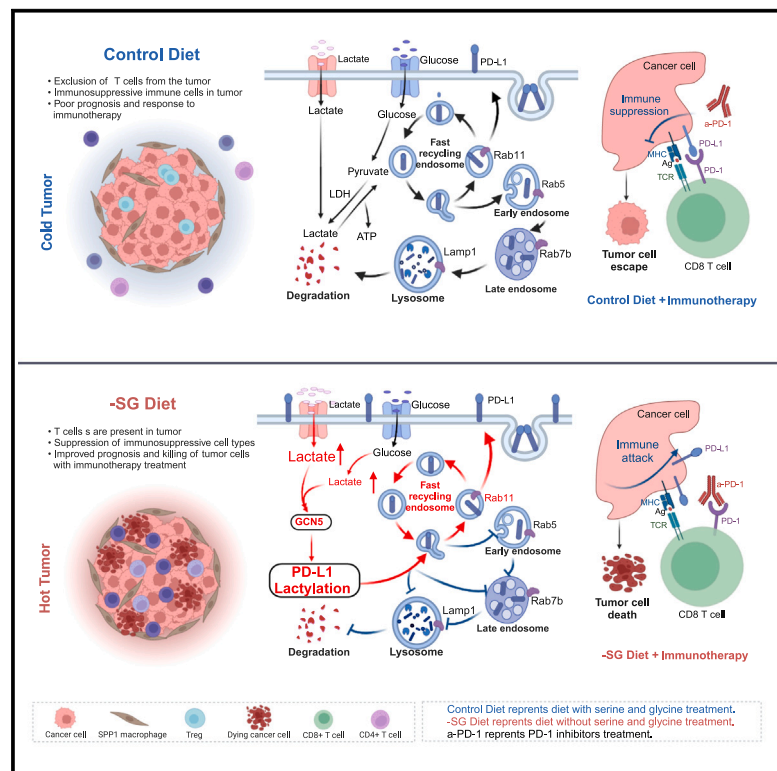 Control Diet
• Exclusion of T cells from the tumor
• Immunosuppressive immune cells in tumor
• Poor prognosis and response to
immunotherapy
Cold Tumor
Lactate
Glucose
PD-L1
Lactate
Glucose
Fast
recycling
endosome
Rab11
Pyruvate
LDH
Rab5
Early endosome
Lactate
ATP
Lamp1
Rab7b
Degradation
Lysosome
Late endosome
Cancer cell
Immune
suppression
a-PD-1
PD-L1
MHC
Ag
PD-1
TCR
Tumor cell
escape
CD8 T cell
Control Diet + Immunotherapy
-SG Diet
• T cells s are present in tumor
• Suppression of immunosuppressive cell types
• Improved prognosis and killing of tumor cells
with immunotherapy treatment
Hot Tumor
Lactate
Glucose
PD-L1
Lactate
Glucose
Lactate
Fast recycling
endosome
Rab11
GCN5
Rab5
Early endosome
PD-L1
Lactylation
Lamp1
Rab7b
Degradation
Lysosome
Late endosome
Cancer cell
Immune
attack
PD-L1
a-PD-1
MHC
Ag
PD-1
TCR
Tumor cell
death
CD8 T cell
-SG Diet + Immunotherapy
Cancer cell
SPP1 macrophage
Treg
Dying cancer cell
CD8+ T cell
CD4+ T cell
Control Diet reprents diet with serine and glycine treatment.
-SG Diet reprents diet without serine and glycine treatment.
a-PD-1 reprents PD-1 inhibitors treatment.